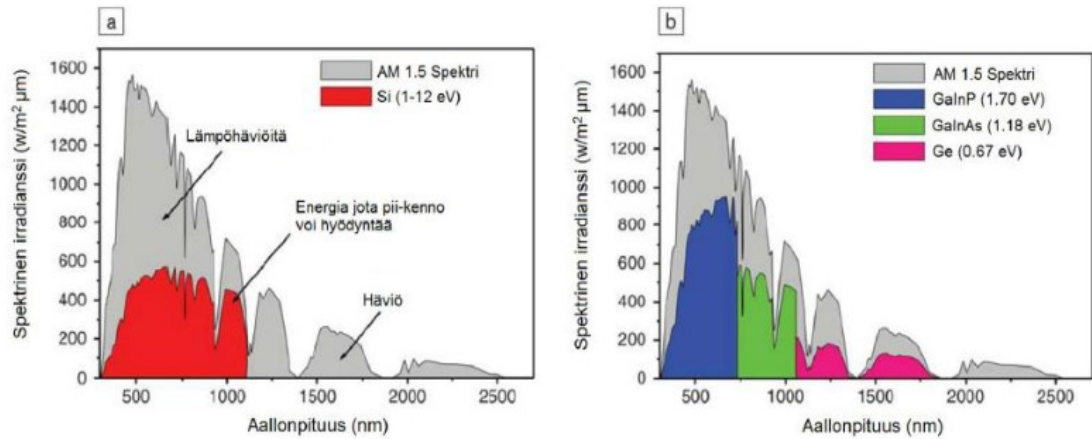 a
Spektrinen irradianssi (w/m² µm)
1600
1400
1200
1000
800
600
400
200
0
AM 1.5 Spektri
Si (1-12 eV)
Lämpöhäviöitä
Energia jota pii-kenno
voi hyödyntää
Häviö
500 1000 1500 2000 2500
Aallonpituus (nm)
b
Spektrinen irradianssi (w/m² µm)
1600
1400
1200
1000
800
600
400
200
0
AM 1.5 Spektri
GaInP (1.70 eV)
GaInAs (1.18 eV)
Ge (0.67 eV)
500 1000 1500 2000 2500
Aallonpituus (nm)